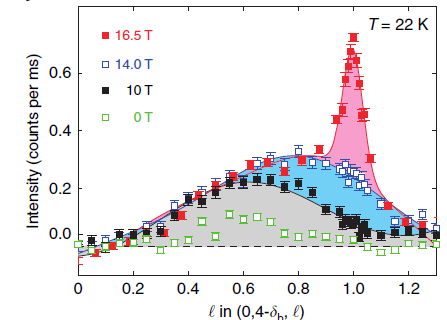 T = 22 K
16.5 T
14.0 T
10 T
0 T
Intensity (counts per ms)
0.6
0.4
0.2
0.0
0 0.2 0.4 0.6 0.8 1.0 1.2
ℓ in (0,4-δb, ℓ)